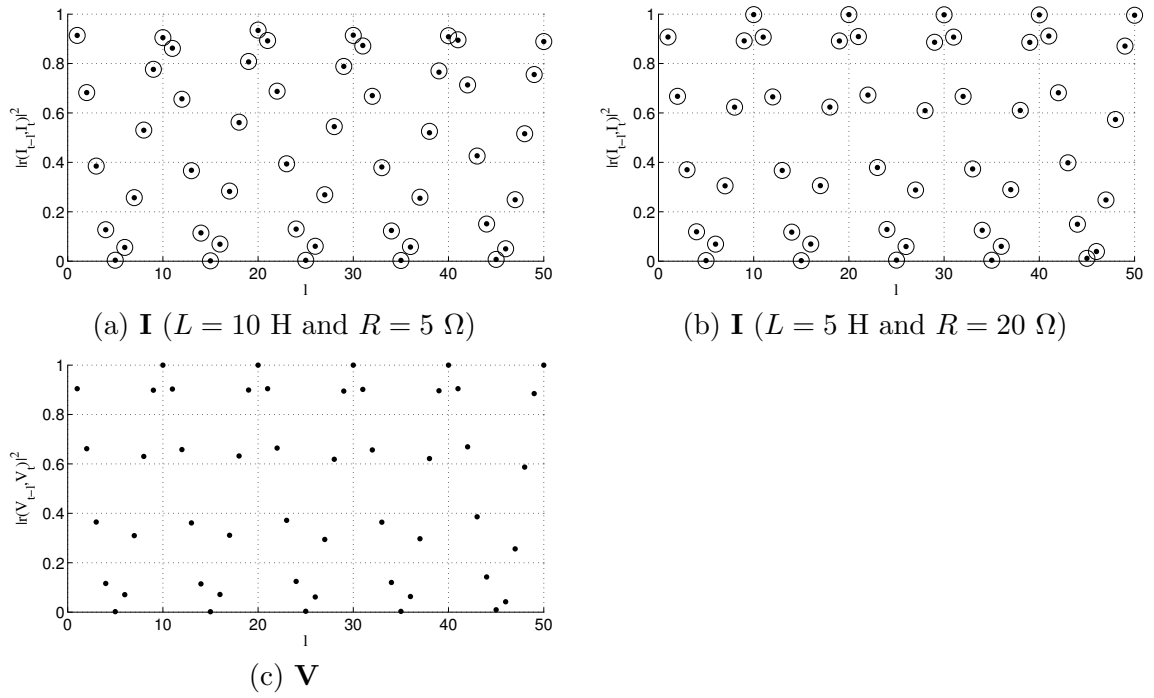 1
0.8
0.6
0.4
0.2
0
|r(I_{t−l},I_t)|²
0 10 20 30 40 50
l
(a) I (L = 10 H and R = 5 Ω)
1
0.8
0.6
0.4
0.2
0
|r(I_{t−l},I_t)|²
0 10 20 30 40 50
l
(b) I (L = 5 H and R = 20 Ω)
1
0.8
0.6
0.4
0.2
0
|r(V_{t−l},V_t)|²
0 10 20 30 40 50
l
(c) V